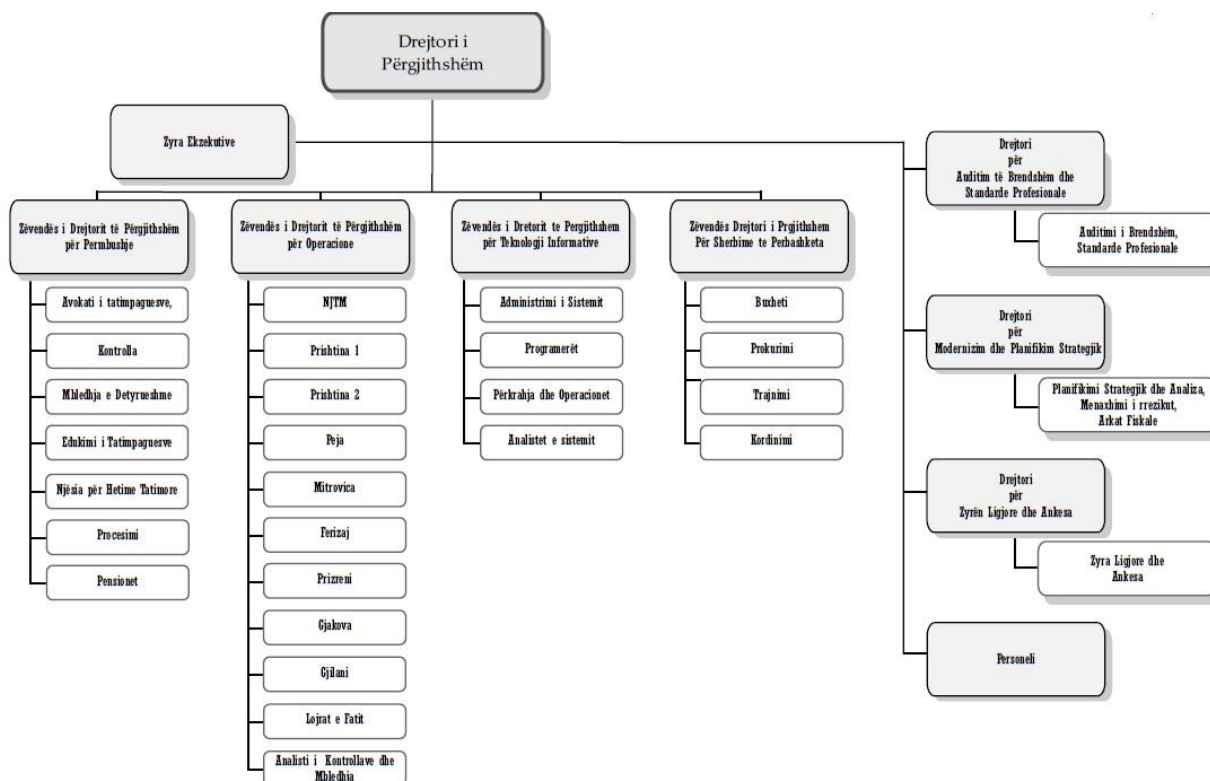 Drejtori i
Përgjithshëm
Zyra Ekzekutive
Drejtori
për
Auditim të Brendshëm dhe
Standarde Profesionale
Auditimi i Brendshëm,
Standarde Profesionale
Drejtori
për
Modernizim dhe Planifikim Strategjik
Planifikimi Strategjik dhe Analiza,
Menaxhimi i rrezikut,
Arkat Fiskale
Drejtori
për
Zyrën Ligjore dhe Ankesa
Zyra Ligjore dhe
Ankesa
Personeli
Zëvendës i Drejtorit të Përgjithshëm
për Permbushje
Avokati i tatimpaguesve,
Kontrolla
Mbledhja e Detyrueshme
Edukimi i Tatimpaguesve
Njësia për Hetime Tatimore
Procesimi
Pensionet
Zëvendës i Drejtorit të Përgjithshëm
për Operacione
NJTM
Prishtina 1
Prishtina 2
Peja
Mitrovica
Ferizaj
Prizreni
Gjakova
Gjilani
Lojrat e Fatit
Analisti i Kontrollave dhe
Mbledhja
Zëvendës i Dretorit te Pergjithshem
për Teknologji Informative
Administrimi i Sistemit
Programerët
Përkrahja dhe Operacionet
Analistet e sistemit
Zëvendës Drejtori i Prgjithshem
Për Sherbime te Perbashketa
Buxheti
Prokurimi
Trajnimi
Kordinimi